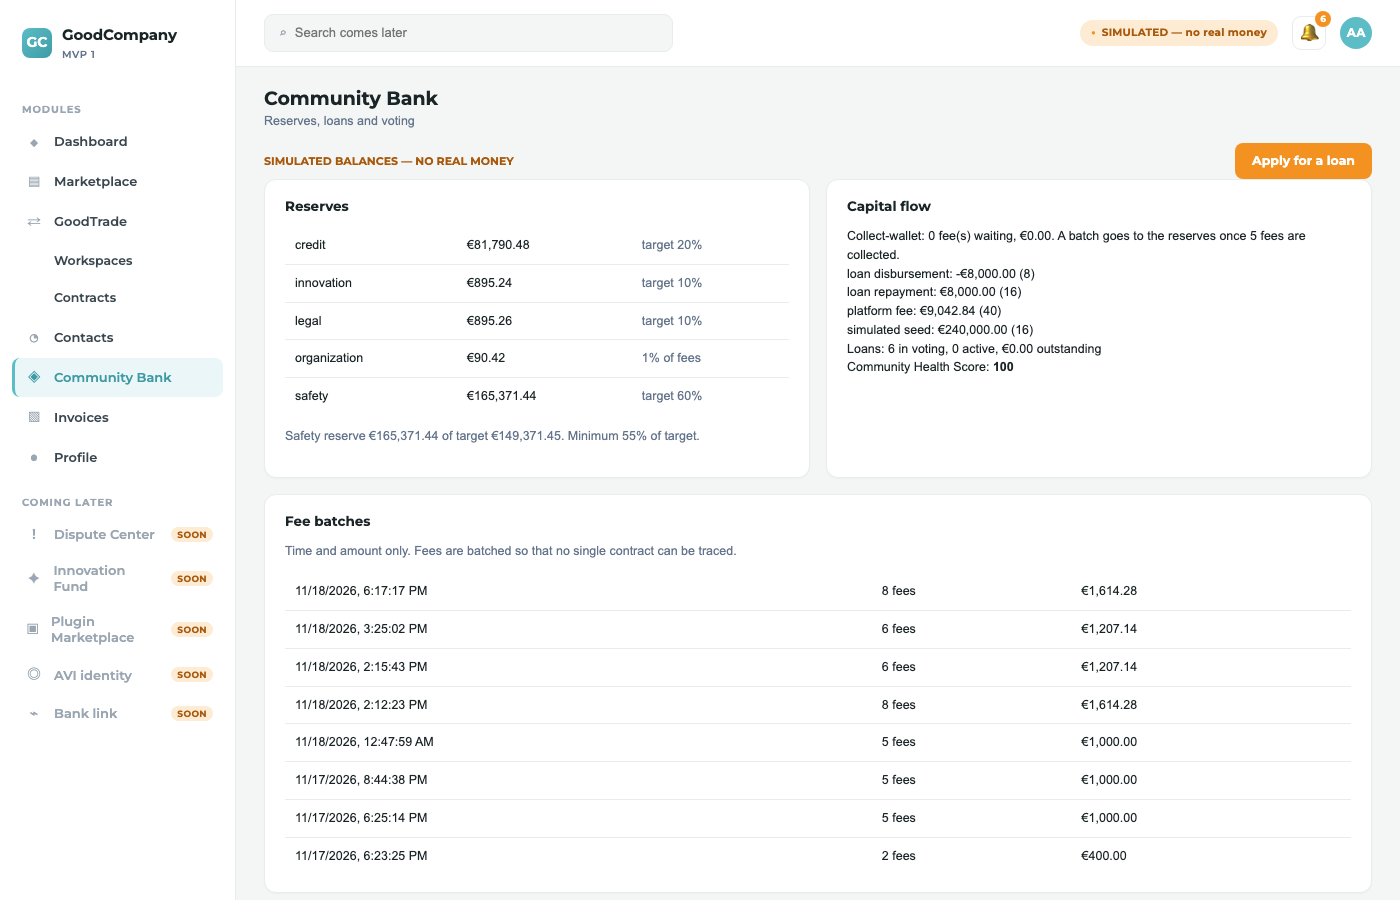 GC
GoodCompany
MVP 1
MODULES
Dashboard
Marketplace
GoodTrade
Workspaces
Contracts
Contacts
Community Bank
Invoices
Profile
COMING LATER
Dispute Center SOON
Innovation
Fund
SOON
Plugin
Marketplace
SOON
AVI identity SOON
Bank link SOON
Search comes later
SIMULATED — no real money
6
AA
Community Bank
Reserves, loans and voting
SIMULATED BALANCES — NO REAL MONEY
Apply for a loan
Reserves
credit €81,790.48 target 20%
innovation €895.24 target 10%
legal €895.26 target 10%
organization €90.42 1% of fees
safety €165,371.44 target 60%
Safety reserve €165,371.44 of target €149,371.45. Minimum 55% of target.
Capital flow
Collect-wallet: 0 fee(s) waiting, €0.00. A batch goes to the reserves once 5 fees are
collected.
loan disbursement: -€8,000.00 (8)
loan repayment: €8,000.00 (16)
platform fee: €9,042.84 (40)
simulated seed: €240,000.00 (16)
Loans: 6 in voting, 0 active, €0.00 outstanding
Community Health Score: 100
Fee batches
Time and amount only. Fees are batched so that no single contract can be traced.
11/18/2026, 6:17:17 PM 8 fees €1,614.28
11/18/2026, 3:25:02 PM 6 fees €1,207.14
11/18/2026, 2:15:43 PM 6 fees €1,207.14
11/18/2026, 2:12:23 PM 8 fees €1,614.28
11/18/2026, 12:47:59 AM 5 fees €1,000.00
11/17/2026, 8:44:38 PM 5 fees €1,000.00
11/17/2026, 6:25:14 PM 5 fees €1,000.00
11/17/2026, 6:23:25 PM 2 fees €400.00